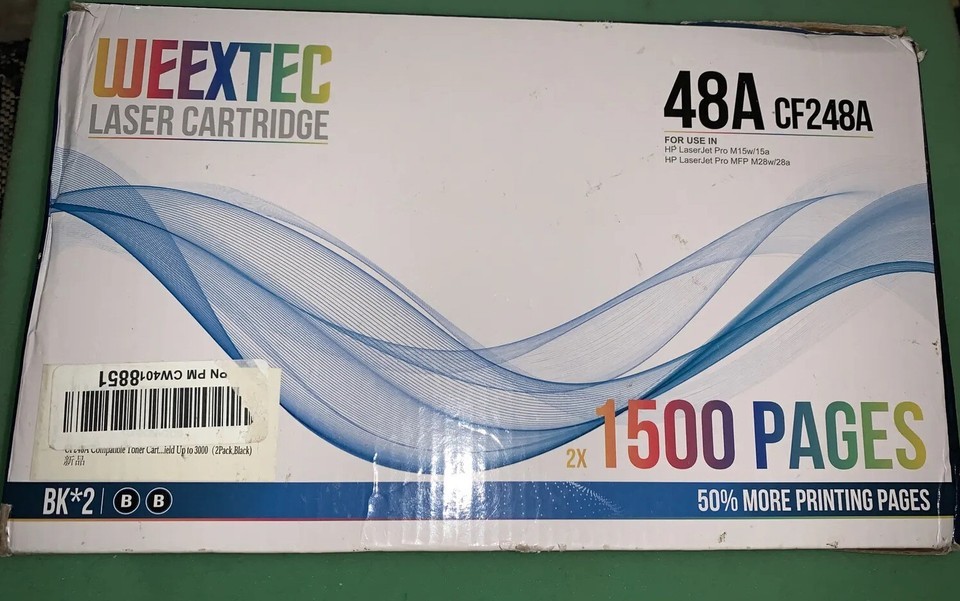 WEEXTEC
LASER CARTRIDGE
48A CF248A
FOR USE IN
HP LaserJet Pro M15w/15a
HP LaserJet Pro MFP M28w/28a
PN PM CW4018851
CF248A Compatible Toner Cart...ield Up to 3000 (2Pack,Black)
新品
2X 1500 PAGES
BK*2 | B B
50% MORE PRINTING PAGES